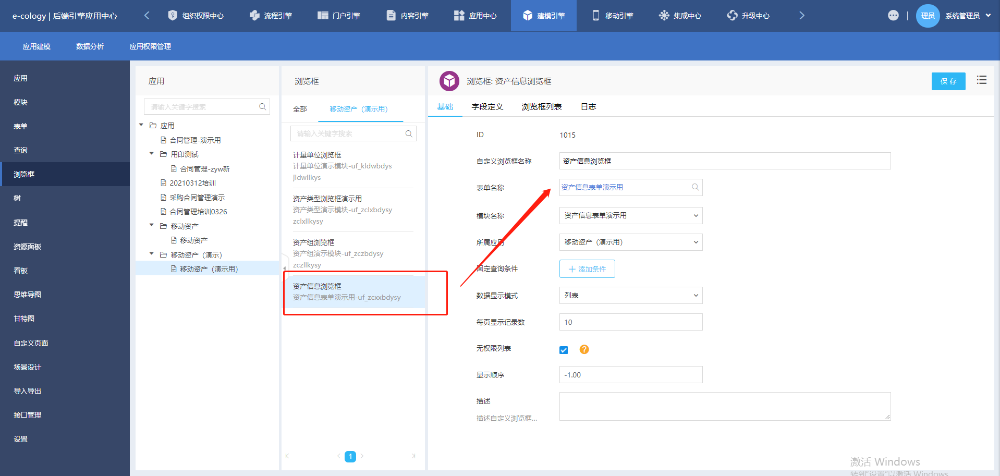 e-cology | 后端引擎应用中心
组织权限中心
流程引擎
门户引擎
内容引擎
应用中心
建模引擎
移动引擎
集成中心
升级中心
理员
系统管理员
应用建模
数据分析
应用权限管理
应用
模块
表单
查询
浏览框
树
提醒
资源面板
看板
思维导图
甘特图
自定义页面
场景设计
导入导出
接口管理
设置
应用
请输入关键字搜索
应用
合同管理-演示用
用印测试
合同管理-zyw新
20210312培训
采购合同管理演示
合同管理培训0326
移动资产
移动资产
移动资产（演示）
移动资产（演示用）
浏览框
全部
移动资产（演示用）
请输入关键字搜索
计量单位浏览框
计量单位演示模块-uf_kldwbdys
jldwllkys
资产类型浏览框演示用
资产类型演示模块-uf_zclxbdysy
zclxllkysy
资产组浏览框
资产组演示模块-uf_zczbdysy
zczllkysy
资产信息浏览框
资产信息表单演示用-uf_zcxxbdysy
1
浏览框: 资产信息浏览框
保 存
基础
字段定义
浏览框列表
日志
ID
1015
自定义浏览框名称
资产信息浏览框
表单名称
资产信息表单演示用
模块名称
资产信息表单演示用
所属应用
移动资产（演示用）
固定查询条件
添加条件
数据显示模式
列表
每页显示记录数
10
无权限列表
?
显示顺序
-1.00
描述
描述自定义浏览框...
激活 Windows
转到"设置"以激活 Windows